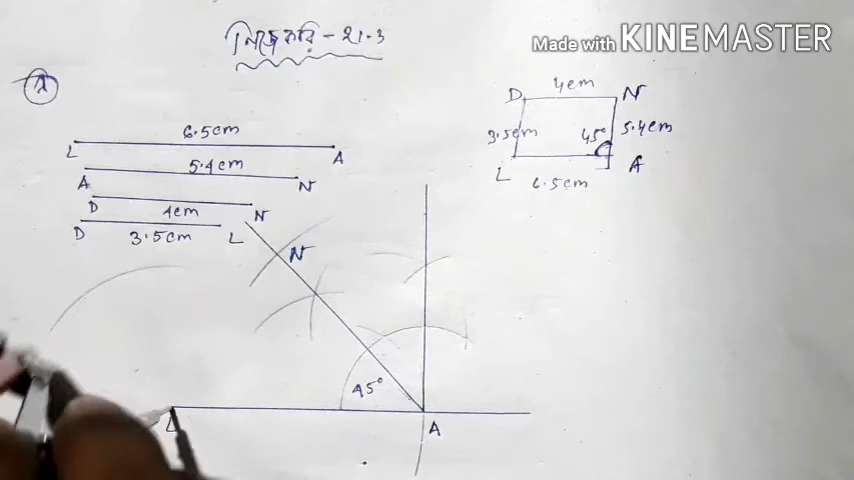 নিজে করি - ২১.3
Made with KINEMASTER
D 4cm N
3.5cm 45° 5.4cm
L 6.5cm A
6.5cm
L A
5.4cm
A N
D 4cm N
D 3.5cm L
N
45°
L A